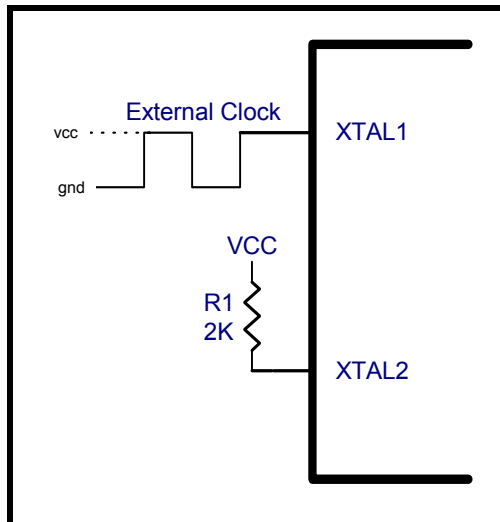 External Clock
vcc
XTAL1
gnd
VCC
R1
2K
XTAL2